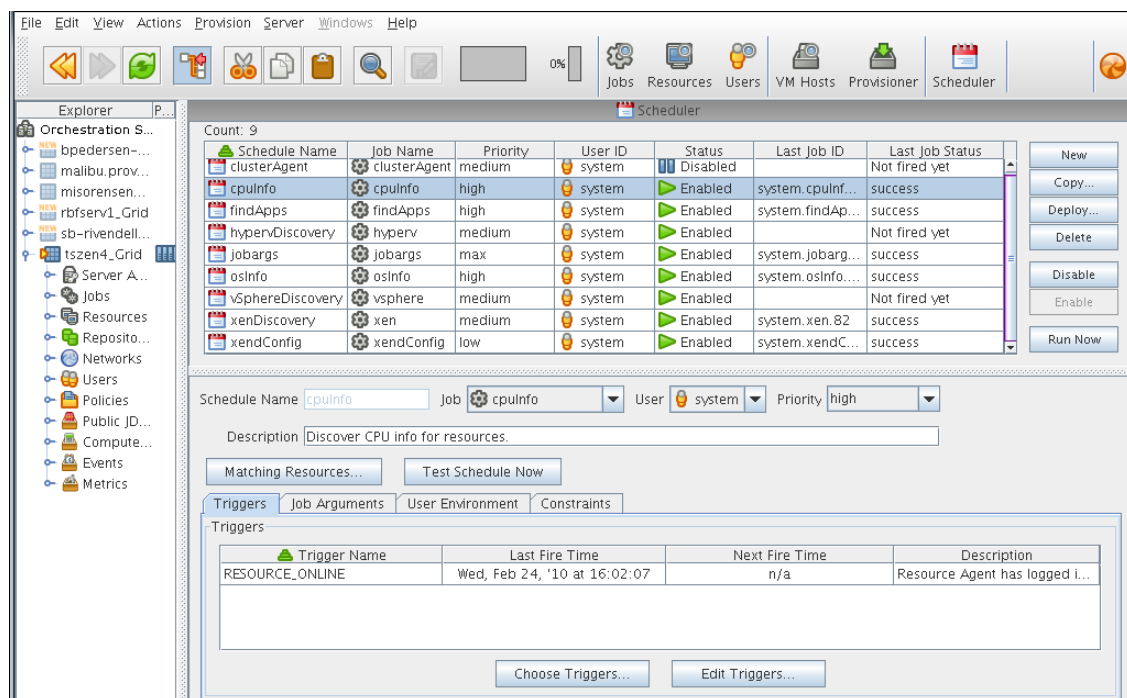 File Edit View Actions Provision Server Windows Help
0%
Jobs Resources Users VM Hosts Provisioner Scheduler
Explorer P...
Scheduler
Orchestration S...
NEW bpedersen-...
malibu.prov...
misorensen...
NEW rbfserv1_Grid
NEW sb-rivendell...
tszen4_Grid
Server A...
Jobs
Resources
Reposito...
Networks
Users
Policies
Public JD...
Compute...
Events
Metrics
Count: 9
Schedule Name Job Name Priority User ID Status Last Job ID Last Job Status
clusterAgent clusterAgent medium system Disabled Not fired yet
cpuInfo cpuInfo high system Enabled system.cpuInf... success
findApps findApps high system Enabled system.findAp... success
hypervDiscovery hyperv medium system Enabled Not fired yet
jobargs jobargs max system Enabled system.jobarg... success
osInfo osInfo high system Enabled system.osInfo.... success
vSphereDiscovery vsphere medium system Enabled Not fired yet
xenDiscovery xen medium system Enabled system.xen.82 success
xendConfig xendConfig low system Enabled system.xendC... success
New
Copy...
Deploy...
Delete
Disable
Enable
Run Now
Schedule Name cpuInfo Job cpuInfo User system Priority high
Description Discover CPU info for resources.
Matching Resources... Test Schedule Now
Triggers Job Arguments User Environment Constraints
Triggers
Trigger Name Last Fire Time Next Fire Time Description
RESOURCE_ONLINE Wed, Feb 24, '10 at 16:02:07 n/a Resource Agent has logged i...
Choose Triggers... Edit Triggers...